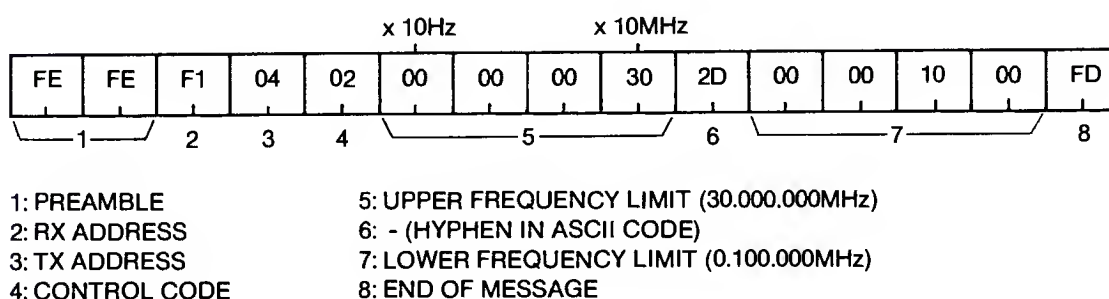 x 10Hz x 10MHz
FE FE F1 04 02 00 00 00 30 2D 00 00 10 00 FD
1 2 3 4 5 6 7 8
1: PREAMBLE
2: RX ADDRESS
3: TX ADDRESS
4: CONTROL CODE
5: UPPER FREQUENCY LIMIT (30.000.000MHz)
6: - (HYPHEN IN ASCII CODE)
7: LOWER FREQUENCY LIMIT (0.100.000MHz)
8: END OF MESSAGE